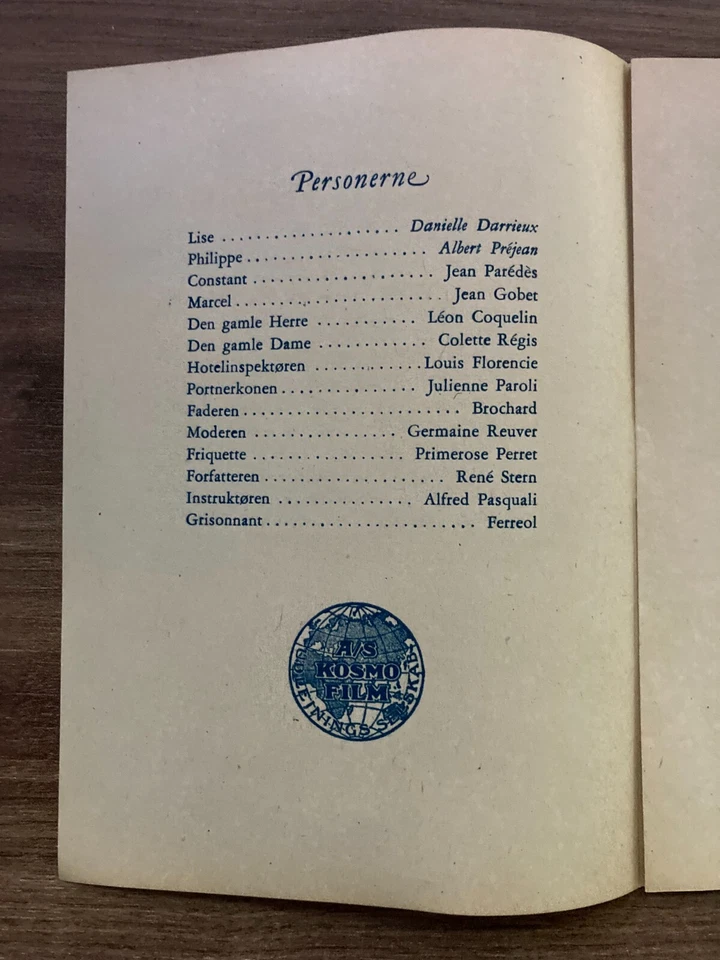 Personerne
Lise .................... Danielle Darrieux
Philippe .................... Albert Préjean
Constant .................... Jean Parédès
Marcel .................... Jean Gobet
Den gamle Herre ........... Léon Coquelin
Den gamle Dame ............ Colette Régis
Hotelinspektøren ............ Louis Florencie
Portnerkonen ................ Julienne Paroli
Faderen ........................ Brochard
Moderen ................ Germaine Reuver
Friquette ................. Primerose Perret
Forfatteren .................... René Stern
Instruktøren ............... Alfred Pasquali
Grisonnant ........................ Ferreol
A/S
KOSMO
FILM
UDLEJNINGS-SELSKAB